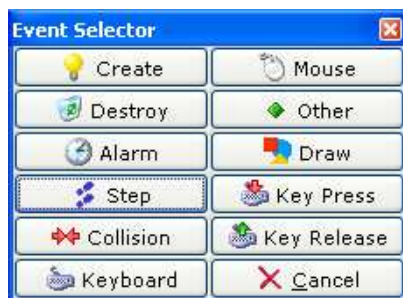 Event Selector
Create Mouse
Destroy Other
Alarm Draw
Step Key Press
Collision Key Release
Keyboard Cancel